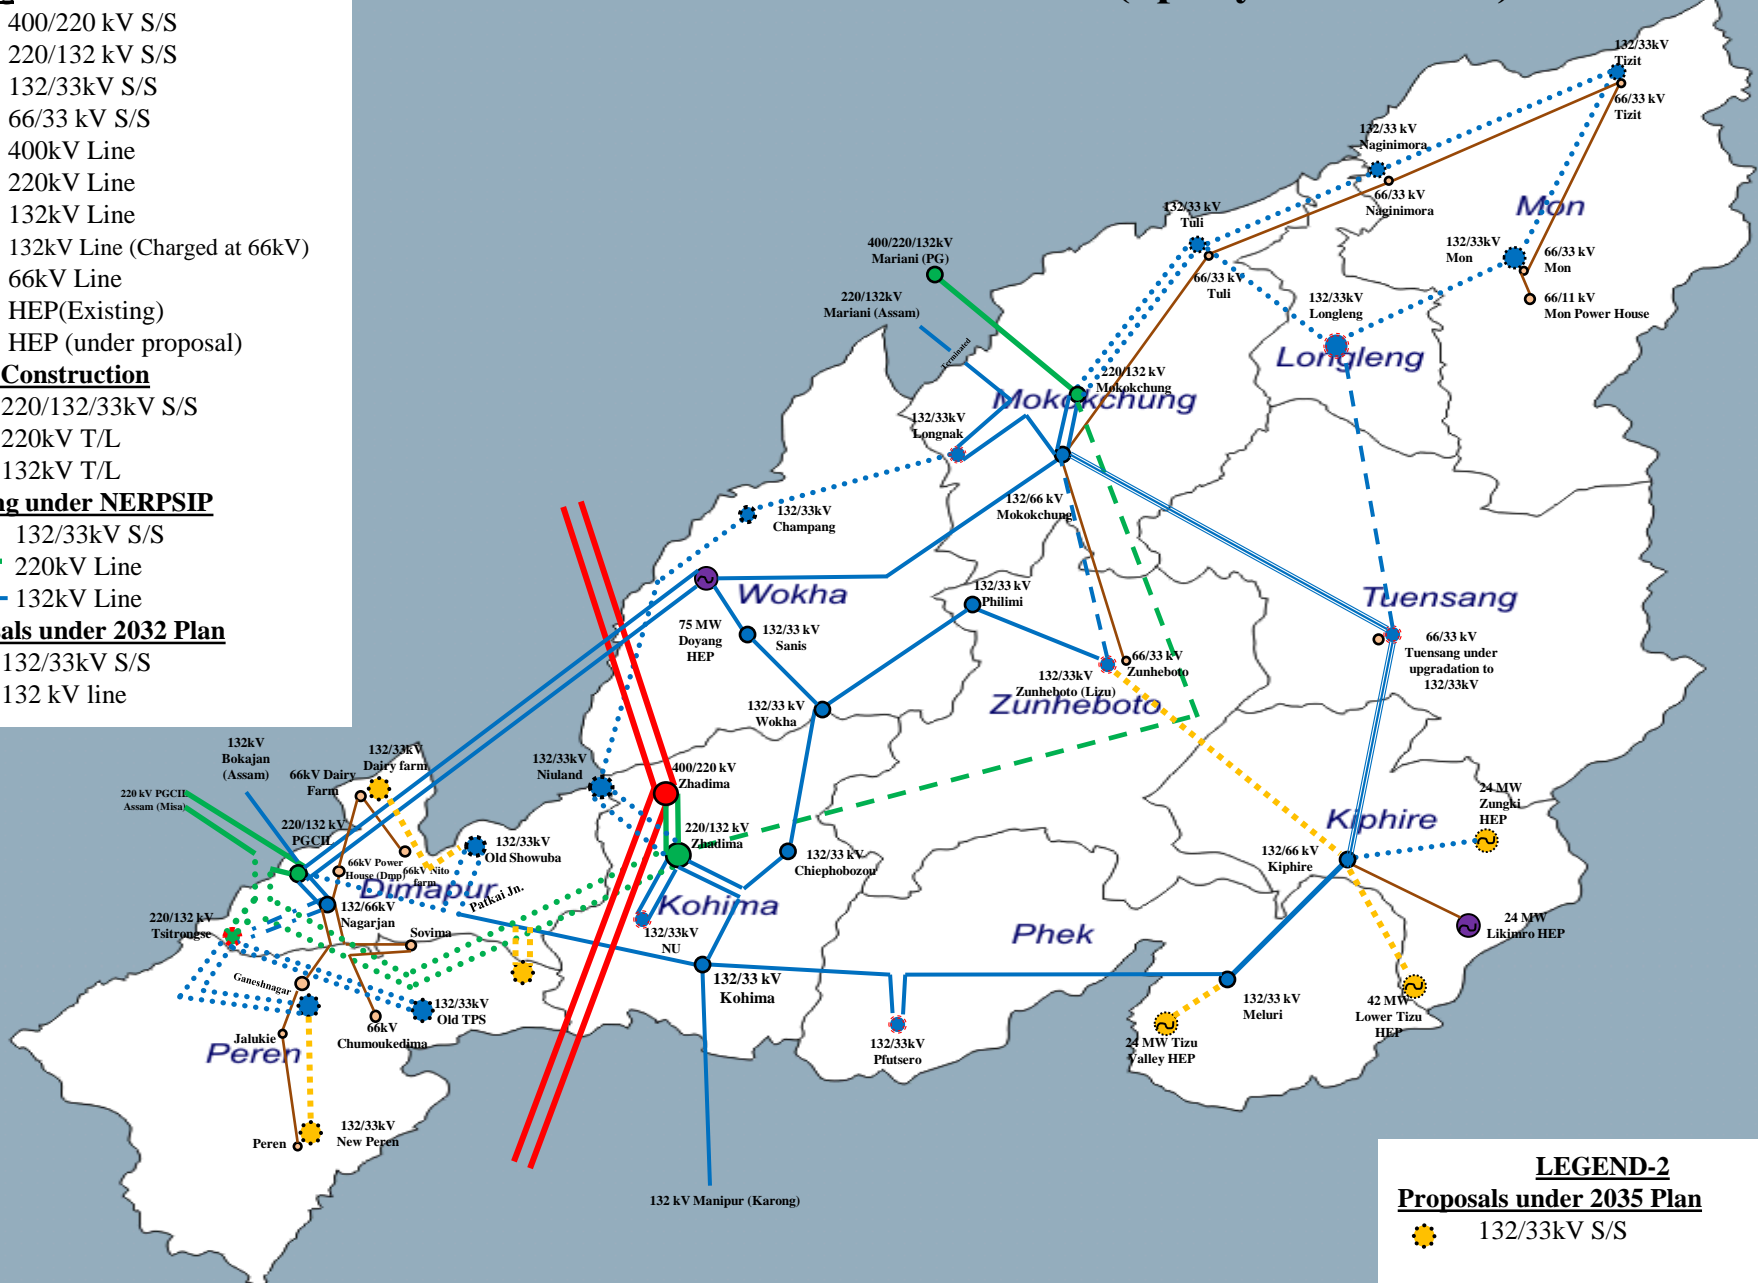 400/220 kV S/S
220/132 kV S/S
132/33kV S/S
66/33 kV S/S
400kV Line
220kV Line
132kV Line
132kV Line (Charged at 66kV)
66kV Line
HEP(Existing)
HEP (under proposal)
Construction
220/132/33kV S/S
220kV T/L
132kV T/L
under NERPSIP
132/33kV S/S
220kV Line
132kV Line
under 2032 Plan
132/33kV S/S
132 kV line
132/33kV
Tizit
66/33 kV
Tizit
132/33 kV
Naginimora
66/33 kV
Naginimora
Mon
132/33 kV
Tuli
66/33 kV
Tuli
132/33kV
Mon
66/33 kV
Mon
66/11 kV
Mon Power House
400/220/132kV
Mariani (PG)
220/132kV
Mariani (Assam)
Terminated
132/33kV
Longleng
Longleng
220/132 kV
Mokokchung
Mokokchung
132/33kV
Longnak
132/66 kV
Mokokchung
132/33kV
Champang
Wokha
75 MW
Doyang
HEP
132/33 kV
Sanis
132/33 kV
Philimi
Tuensang
66/33 kV
Tuensang under
upgradation to
132/33kV
66/33 kV
Zunheboto
132/33kV
Zunheboto (Lizu)
Zunheboto
132/33 kV
Wokha
132kV
Bokajan
(Assam)
132/33kV
Dairy farm
66kV Dairy
Farm
220 kV PGCIL
Assam (Misa)
220/132 kV
PGCIL
132/33kV
Niuland
400/220 kV
Zhadima
220/132 kV
Zhadima
132/33kV
Old Showuba
66kV Power
House (Dmp)
66kV Nito
farm
Dimapur
Patkai Jn.
132/66kV
Nagarjan
220/132 kV
Tsitrongse
Sovima
132/33 kV
Chiephobozou
Kohima
132/33kV
NU
132/33 kV
Kohima
Phek
Kiphire
132/66 kV
Kiphire
24 MW
Zungki
HEP
24 MW
Likimro HEP
42 MW
Lower Tizu
HEP
132/33 kV
Meluri
24 MW Tizu
Valley HEP
132/33kV
Pfutsero
Ganeshnagar
132/33kV
Old TPS
66kV
Chumoukedima
Jalukie
Peren
132/33kV
New Peren
Peren
132 kV Manipur (Karong)
LEGEND-2
Proposals under 2035 Plan
132/33kV S/S